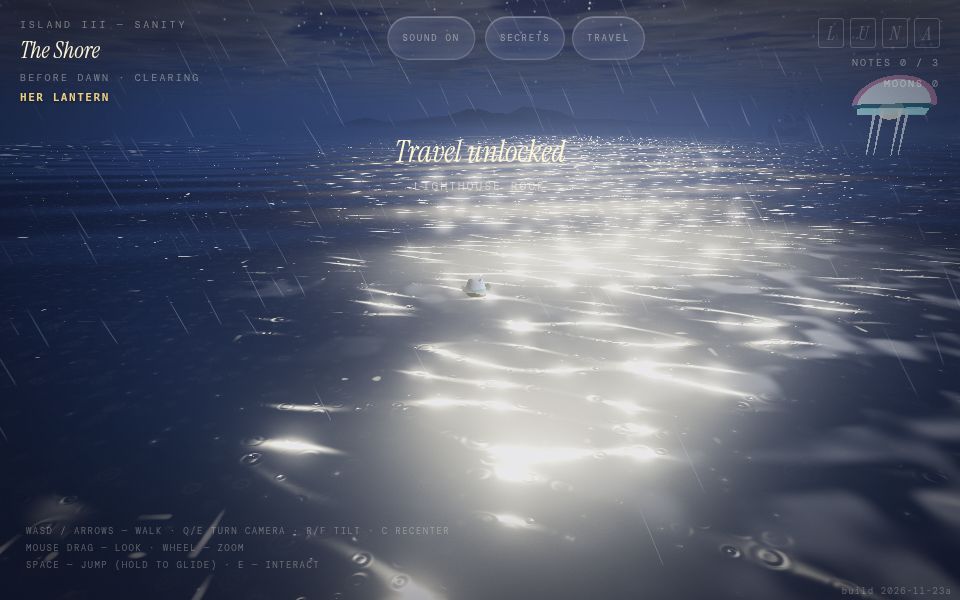 ISLAND III — SANITY
The Shore
BEFORE DAWN · CLEARING
HER LANTERN
SOUND ON
SECRETS
TRAVEL
L U N A
NOTES 0 / 3
MOONS 0
Travel unlocked
LIGHTHOUSE ROOF
WASD / ARROWS — WALK · Q/E TURN CAMERA · R/F TILT · C RECENTER
MOUSE DRAG — LOOK · WHEEL — ZOOM
SPACE — JUMP (HOLD TO GLIDE) · E — INTERACT
build 2026-11-23a